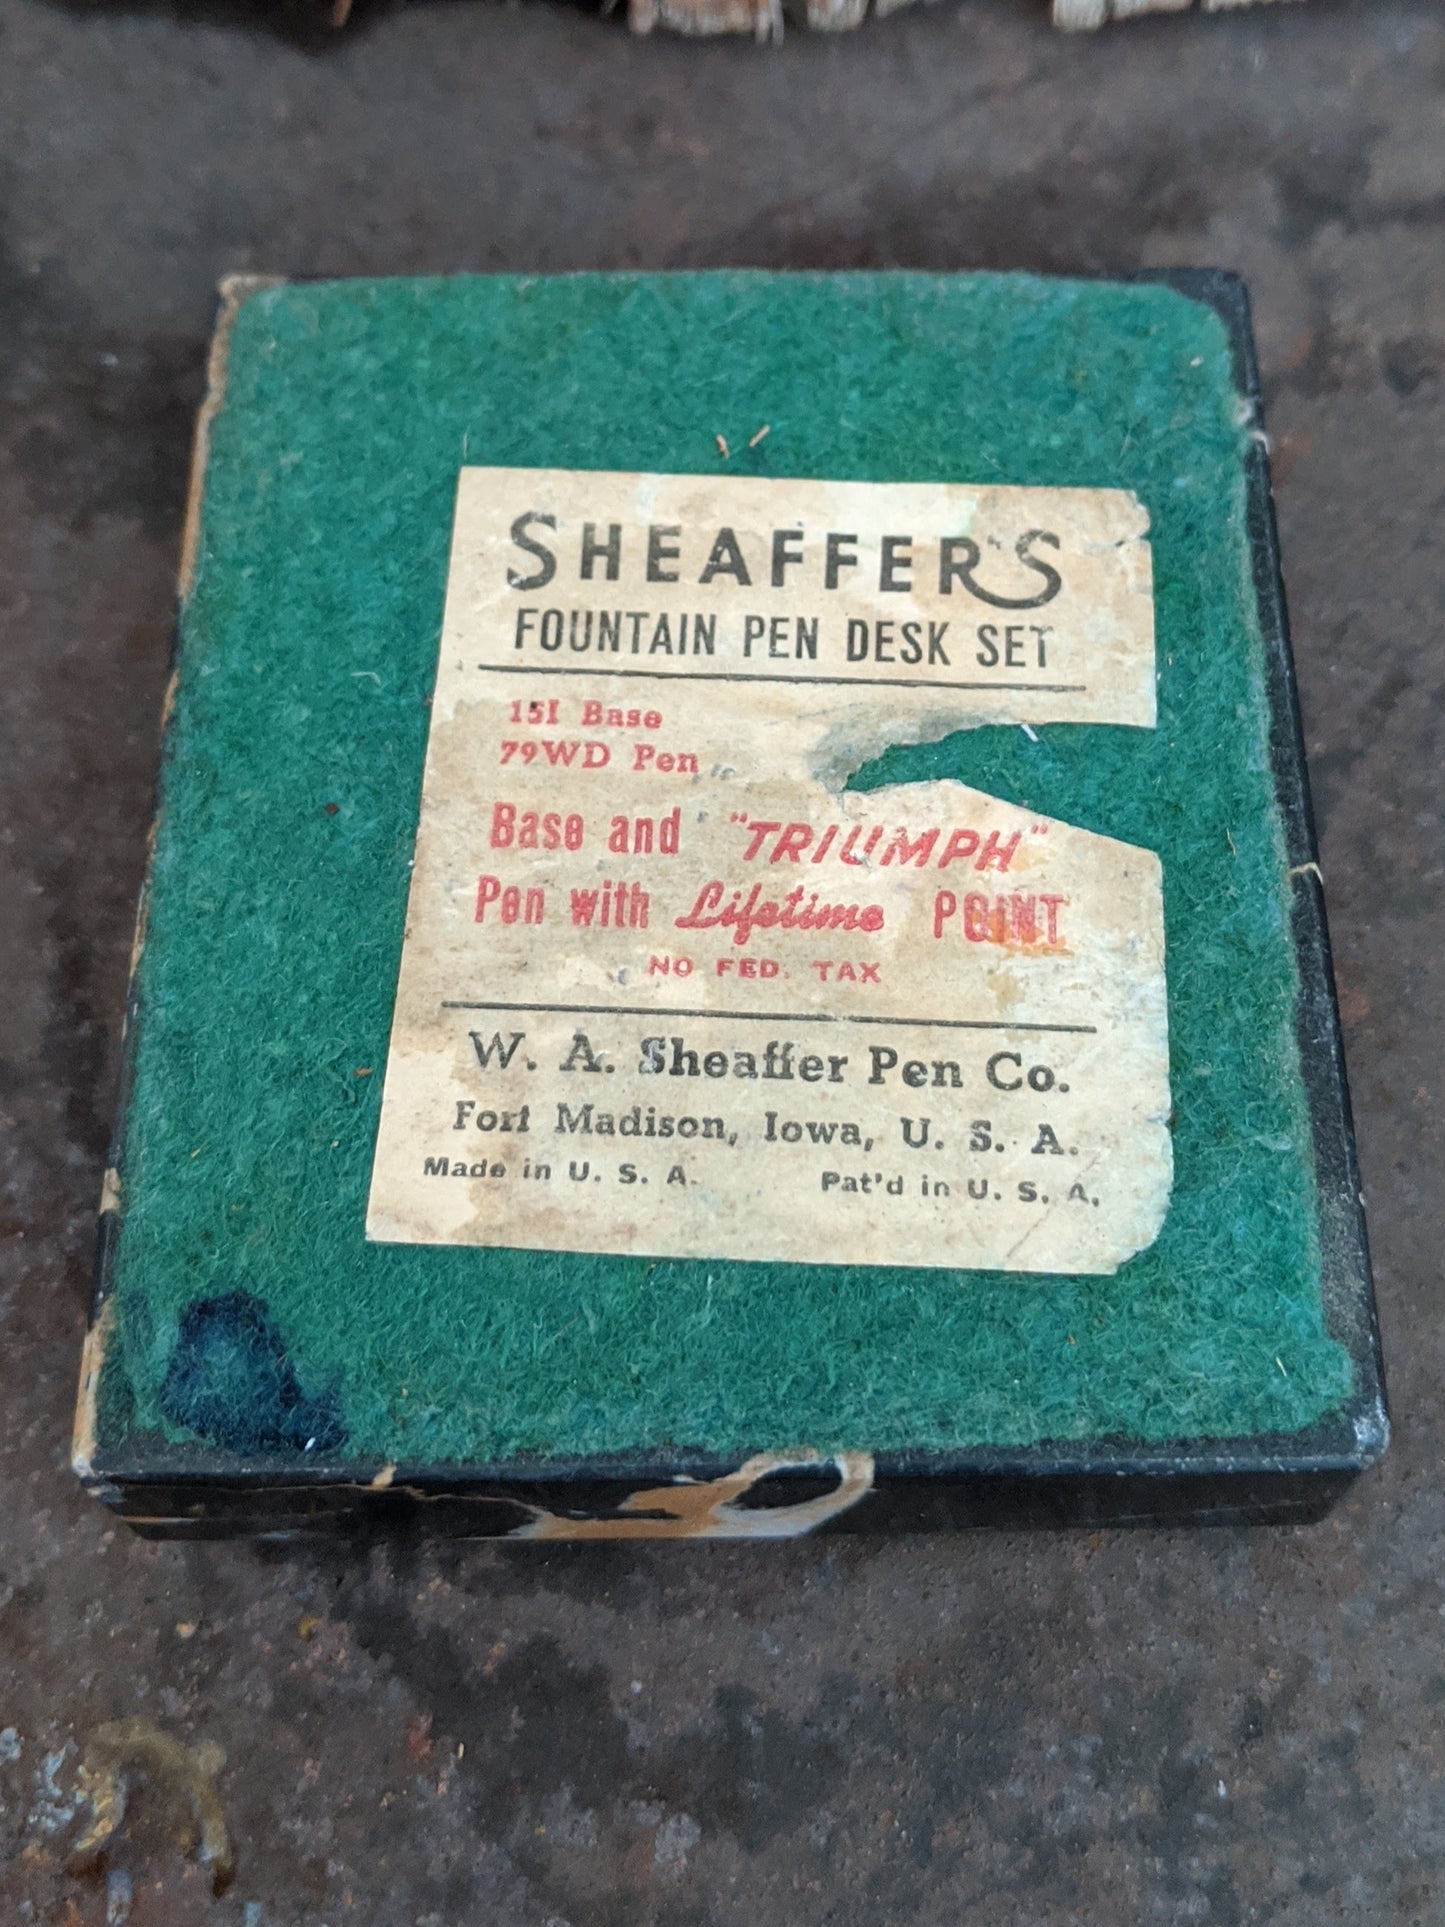 SHEAFFER'S
FOUNTAIN PEN DESK SET
151 Base
79WD Pen
Base and "TRIUMPH"
Pen with Lifetime POINT
NO FED. TAX
W. A. Sheaffer Pen Co.
Fort Madison, Iowa, U. S. A.
Made in U. S. A. Pat'd in U. S. A.